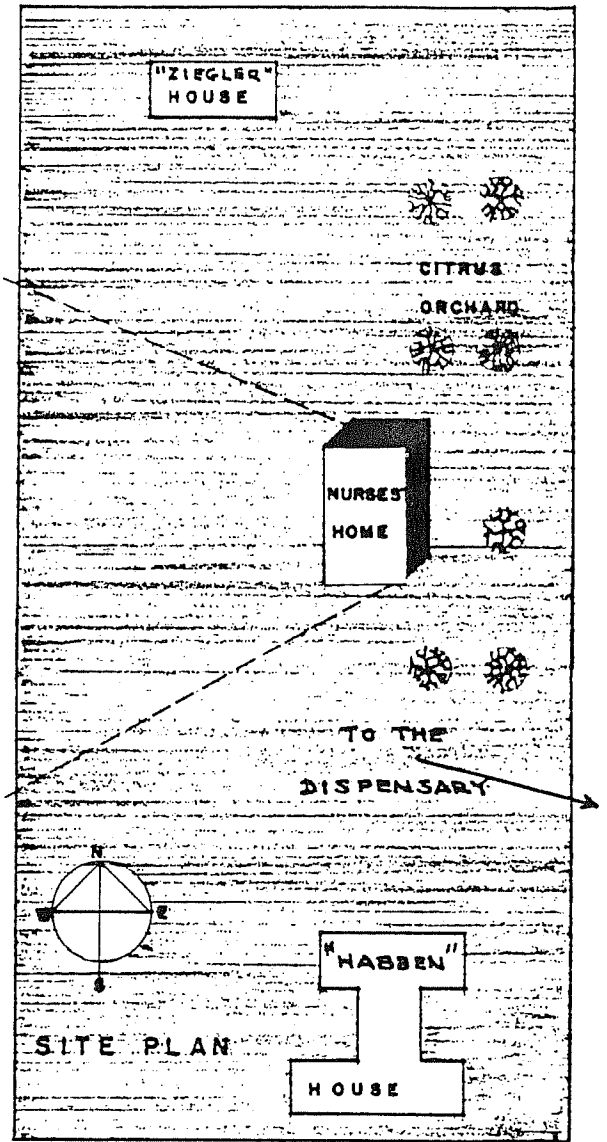 "ZIEGLER"
HOUSE
CITRUS
ORCHARD
NURSES
HOME
TO THE
DISPENSARY
N
W E
S
"HABBEN"
SITE PLAN
HOUSE